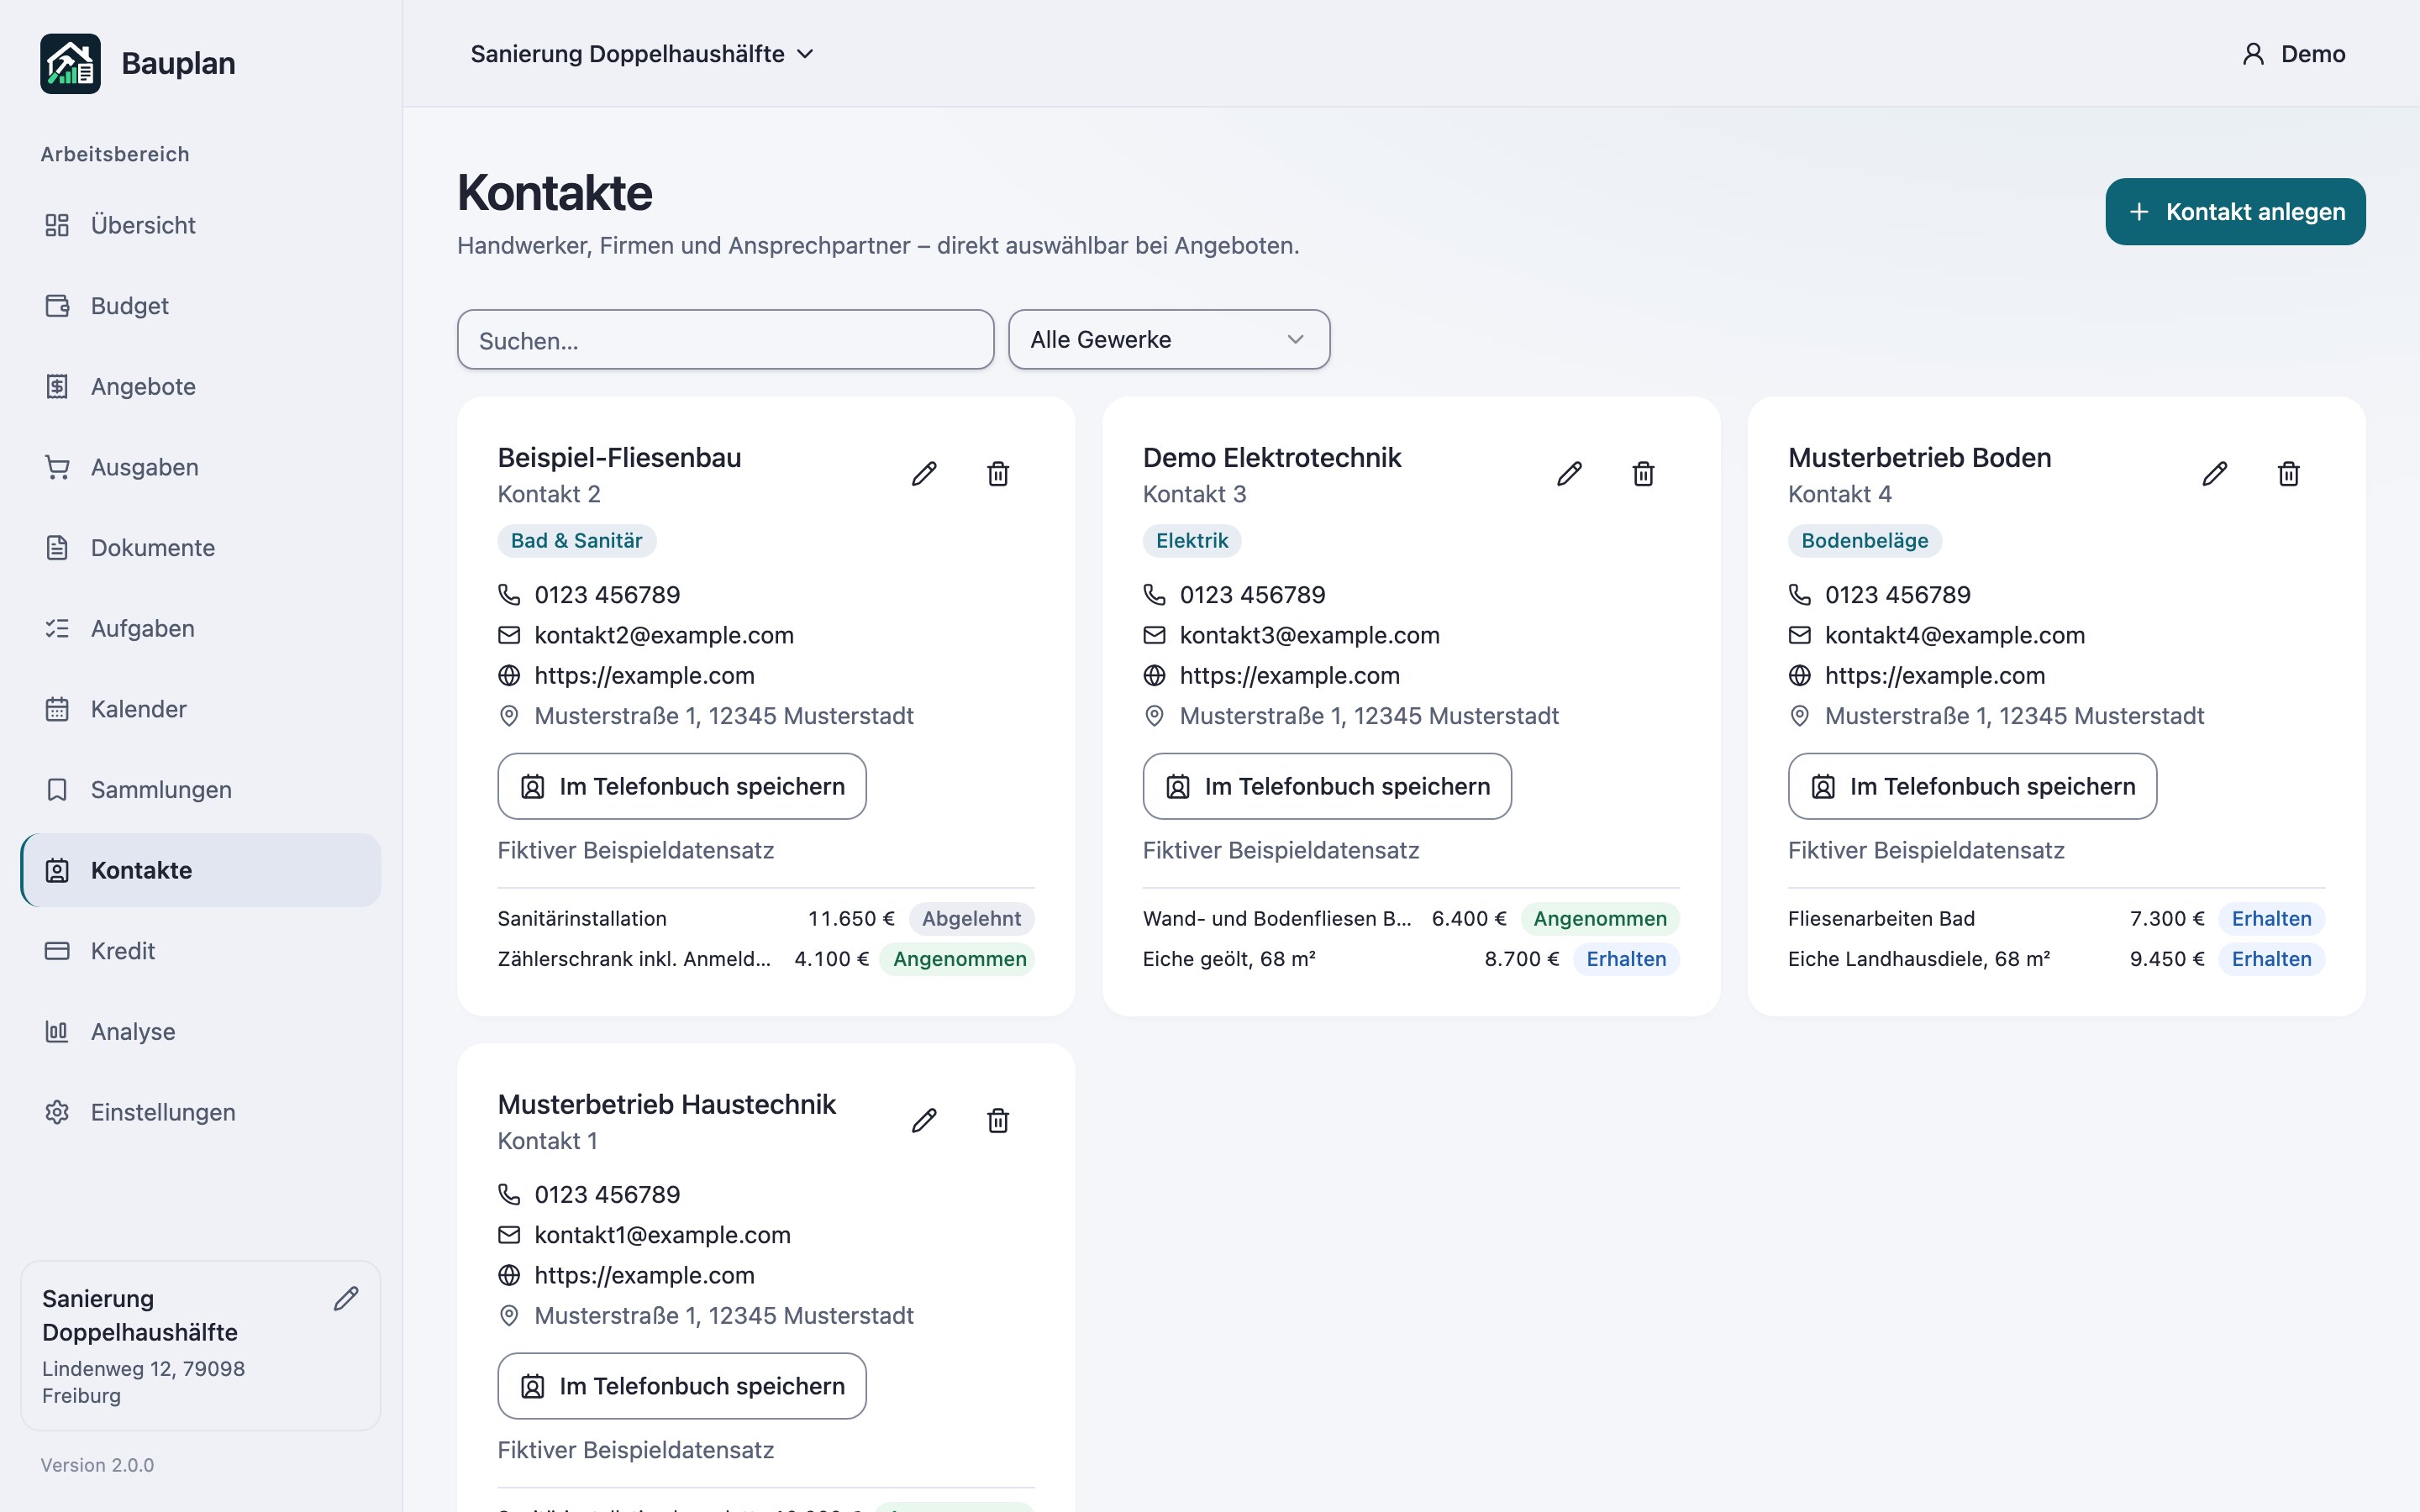 Bauplan
Arbeitsbereich
Übersicht
Budget
Angebote
Ausgaben
Dokumente
Aufgaben
Kalender
Sammlungen
Kontakte
Kredit
Analyse
Einstellungen
Sanierung
Doppelhaushälfte
Lindenweg 12, 79098
Freiburg
Version 2.0.0
Sanierung Doppelhaushälfte
Demo
Kontakte
Handwerker, Firmen und Ansprechpartner – direkt auswählbar bei Angeboten.
Kontakt anlegen
Suchen...
Alle Gewerke
Beispiel-Fliesenbau
Kontakt 2
Bad & Sanitär
0123 456789
kontakt2@example.com
https://example.com
Musterstraße 1, 12345 Musterstadt
Im Telefonbuch speichern
Fiktiver Beispieldatensatz
Sanitärinstallation 11.650 € Abgelehnt
Zählerschrank inkl. Anmeld... 4.100 € Angenommen
Demo Elektrotechnik
Kontakt 3
Elektrik
0123 456789
kontakt3@example.com
https://example.com
Musterstraße 1, 12345 Musterstadt
Im Telefonbuch speichern
Fiktiver Beispieldatensatz
Wand- und Bodenfliesen B... 6.400 € Angenommen
Eiche geölt, 68 m² 8.700 € Erhalten
Musterbetrieb Boden
Kontakt 4
Bodenbeläge
0123 456789
kontakt4@example.com
https://example.com
Musterstraße 1, 12345 Musterstadt
Im Telefonbuch speichern
Fiktiver Beispieldatensatz
Fliesenarbeiten Bad 7.300 € Erhalten
Eiche Landhausdiele, 68 m² 9.450 € Erhalten
Musterbetrieb Haustechnik
Kontakt 1
0123 456789
kontakt1@example.com
https://example.com
Musterstraße 1, 12345 Musterstadt
Im Telefonbuch speichern
Fiktiver Beispieldatensatz